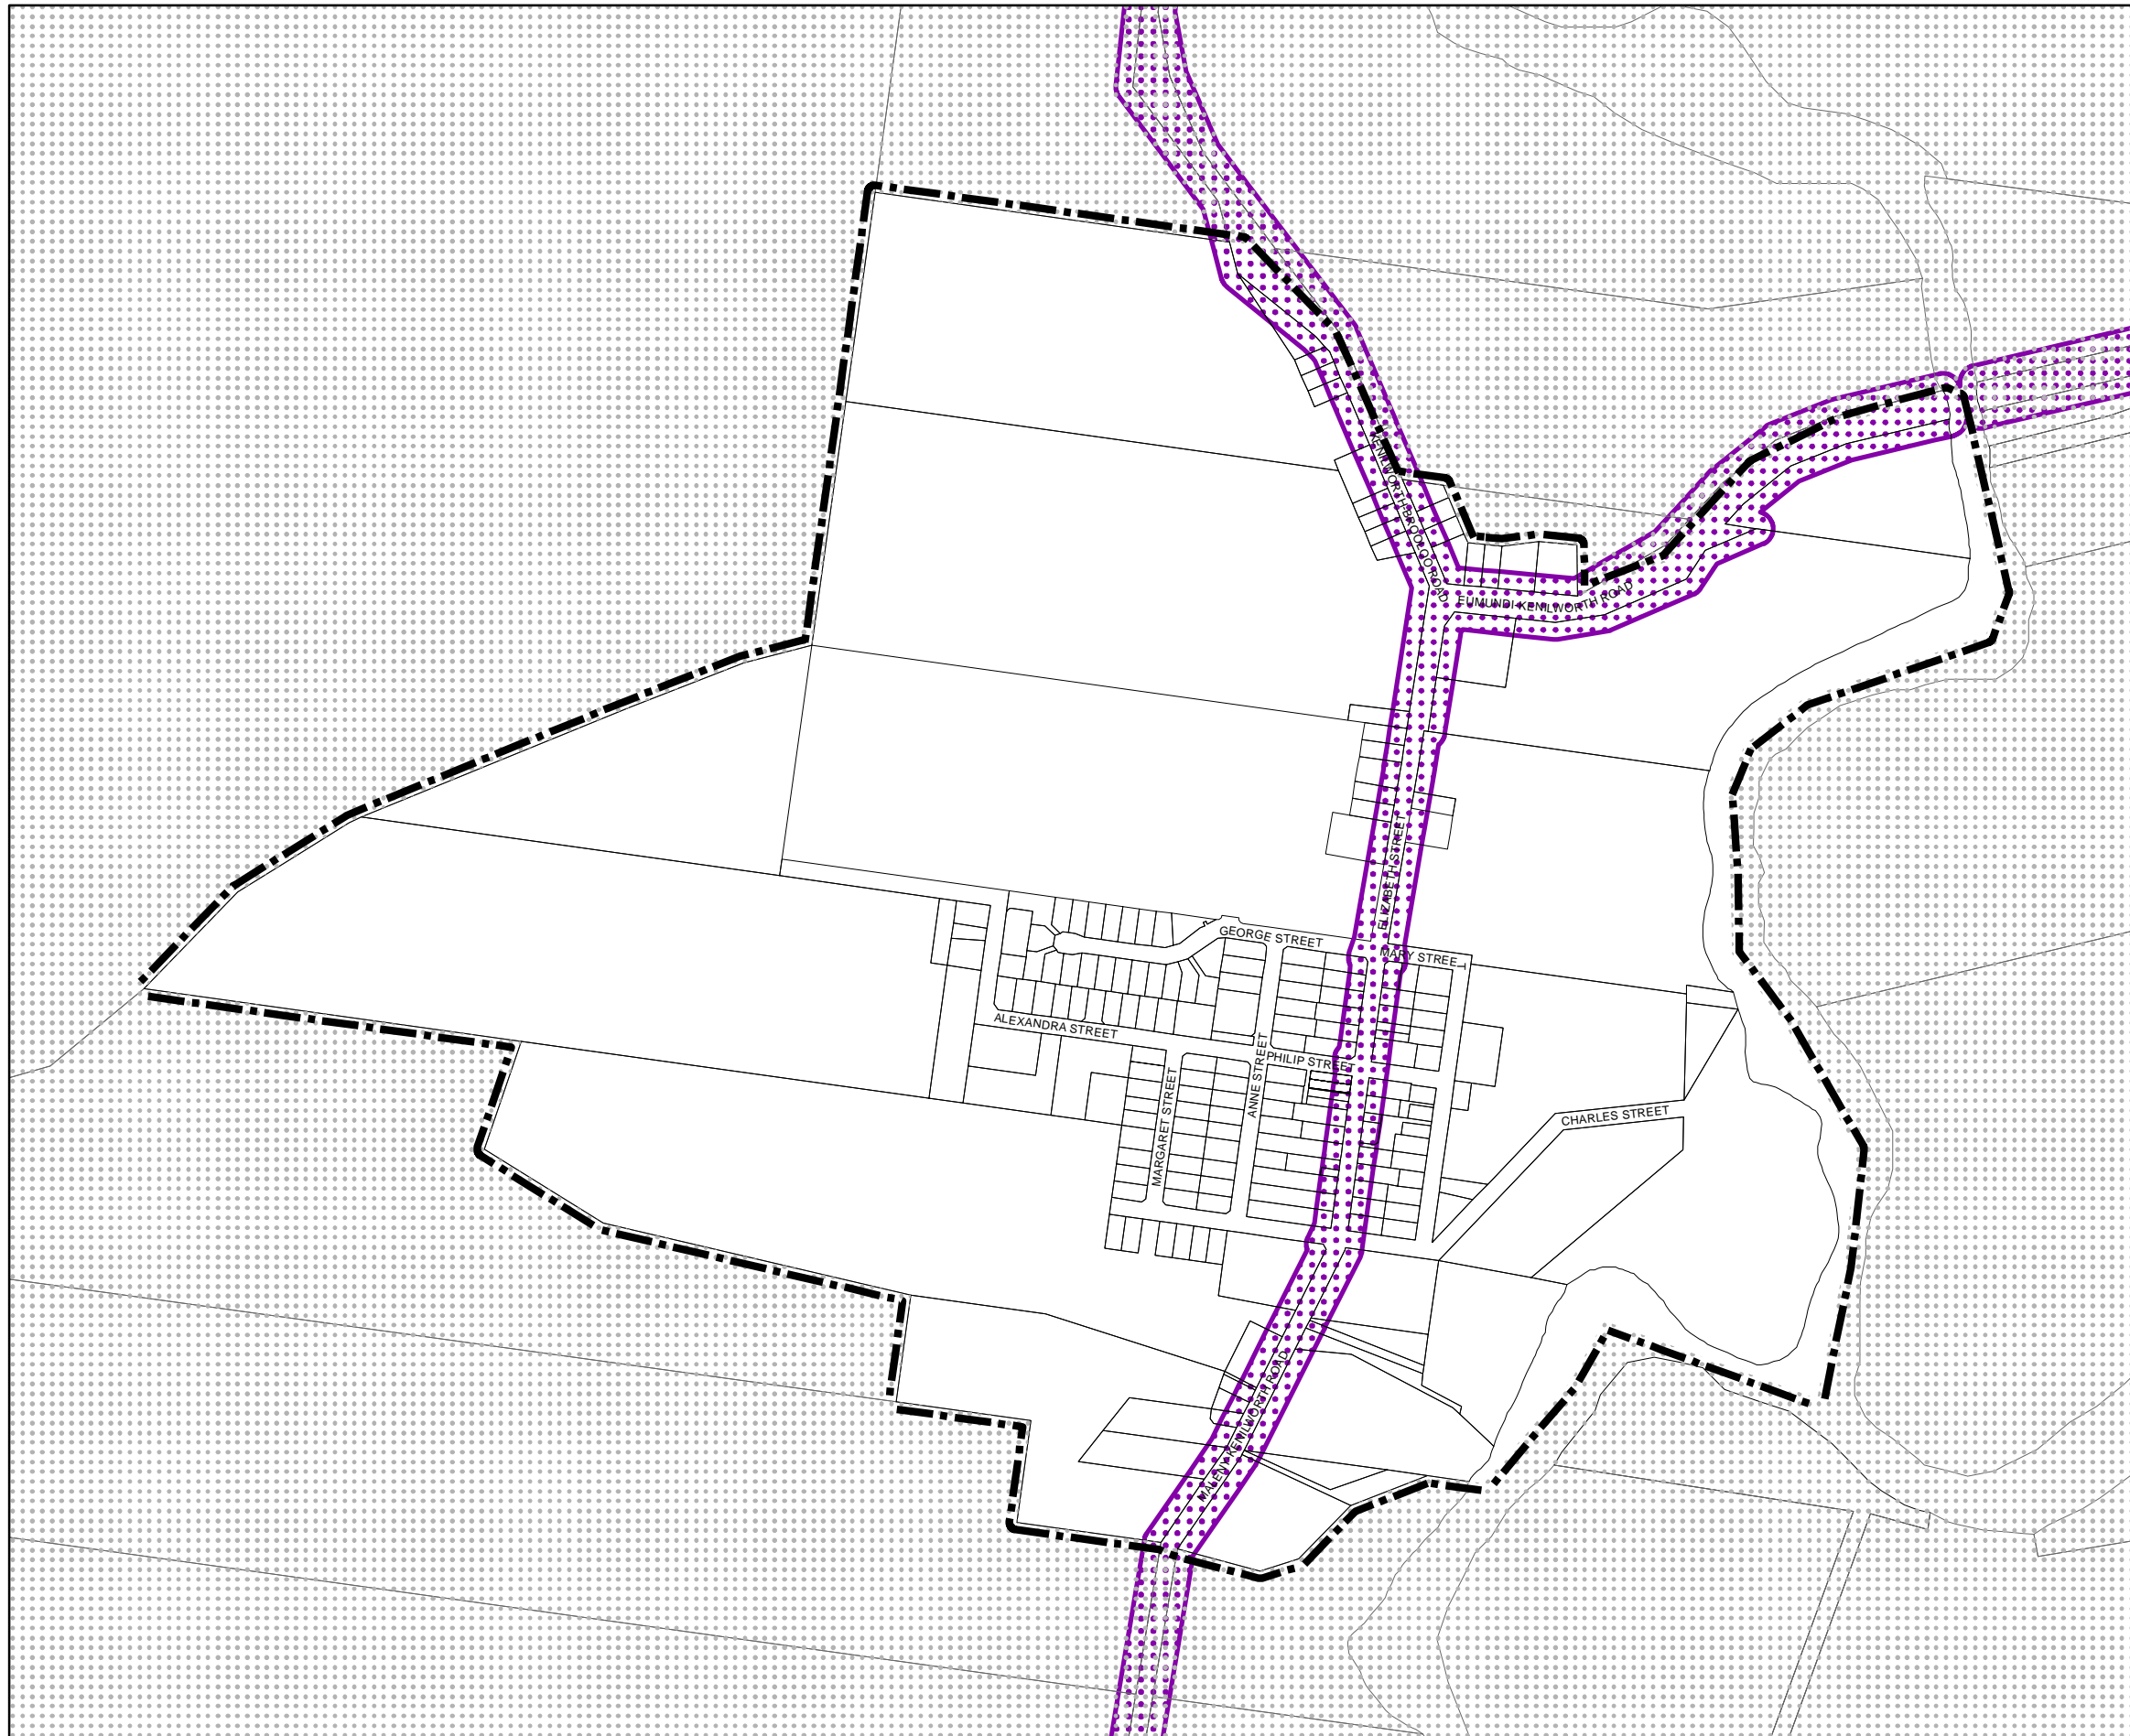 KENILWORTH-BROOLOO ROAD
EUMUNDI-KENILWORTH ROAD
ELIZABETH STREET
GEORGE STREET
MARY STREET
ALEXANDRA STREET
PHILIP STREET
ANNE STREET
MARGARET STREET
CHARLES STREET
MALENY-KENILWORTH ROAD